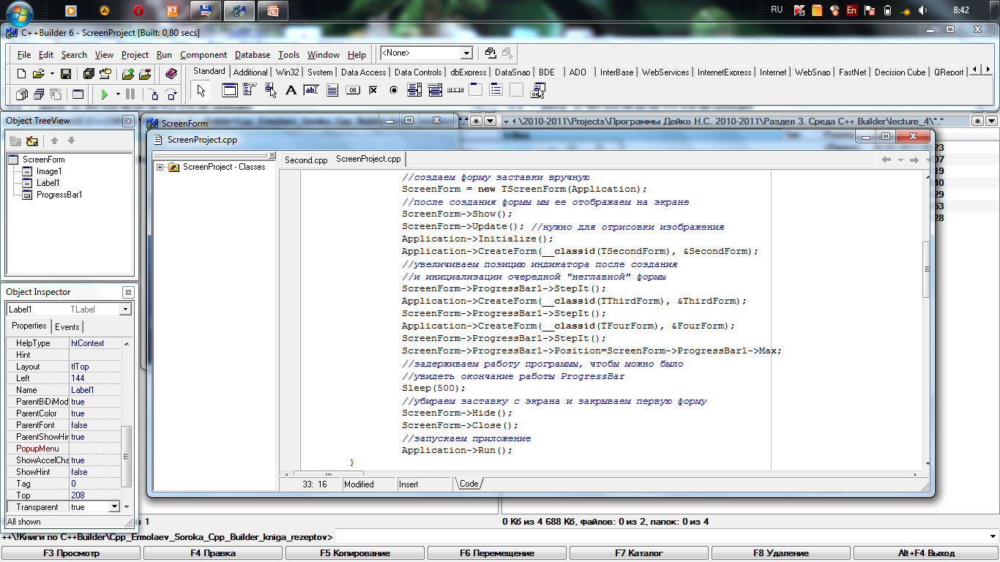 RU
En
8:42
C++Builder 6 - ScreenProject [Built: 0,80 secs]
File Edit Search View Project Run Component Database Tools Window Help
<None>
Standard Additional Win32 System Data Access Data Controls dbExpress DataSnap BDE ADO InterBase WebServices InternetExpress Internet WebSnap FastNet Decision Cube QReport
Object TreeView
ScreenForm
Image1
Label1
ProgressBar1
ScreenForm
\2010-2011\Projects\Программы Дейко Н.С. 2010-2011\Раздел 3. Среда C++ Builder\lecture_4\*.*
ScreenProject.cpp
ScreenProject - Classes
Second.cpp ScreenProject.cpp
//создаем форму заставки вручную
ScreenForm = new TScreenForm(Application);
//после создания формы мы ее отображаем на экране
ScreenForm->Show();
ScreenForm->Update(); //нужно для отрисовки изображения
Application->Initialize();
Application->CreateForm(__classid(TSecondForm), &SecondForm);
//увеличиваем позицию индикатора после создания
//и инициализации очередной "неглавной" формы
ScreenForm->ProgressBar1->StepIt();
Application->CreateForm(__classid(TThirdForm), &ThirdForm);
ScreenForm->ProgressBar1->StepIt();
Application->CreateForm(__classid(TFourForm), &FourForm);
ScreenForm->ProgressBar1->StepIt();
ScreenForm->ProgressBar1->Position=ScreenForm->ProgressBar1->Max;
//задерживаем работу программы, чтобы можно было
//увидеть окончание работы ProgressBar
Sleep(500);
//убираем заставку с экрана и закрываем первую форму
ScreenForm->Hide();
ScreenForm->Close();
//запускаем приложение
Application->Run();
}
33: 16 Modified Insert Code
23
07
19
40
29
53
28
Object Inspector
Label1 TLabel
Properties Events
HelpType htContext
Hint
Layout tlTop
Left 144
Name Label1
ParentBiDiMod true
ParentColor true
ParentFont false
ParentShowHin true
PopupMenu
ShowAccelCha true
ShowHint false
Tag 0
Top 208
Transparent true
All shown
з 1
0 Кб из 4 688 Кб, файлов: 0 из 2, папок: 0 из 4
++\!Книги по C++Builder\Cpp_Ermolaev_Soroka_Cpp_Builder_kniga_rezeptov>
F3 Просмотр F4 Правка F5 Копирование F6 Перемещение F7 Каталог F8 Удаление Alt+F4 Выход